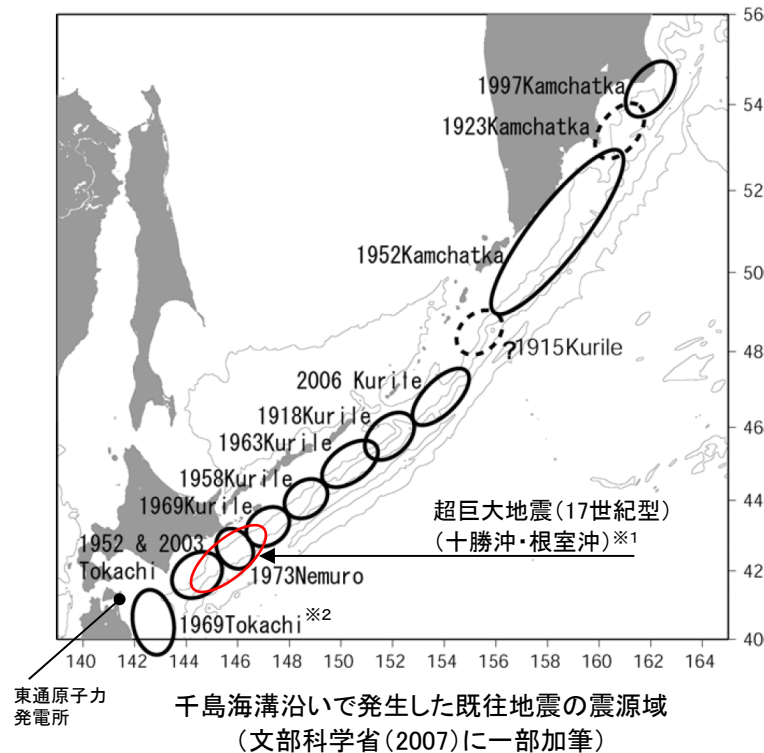 56
1997Kamchatka
54
1923Kamchatka
52
1952Kamchatka
50
?1915Kurile
48
2006 Kurile
1918Kurile
46
1963Kurile
1958Kurile
44
1969Kurile
超巨大地震(17世紀型)
(十勝沖・根室沖)※1
1952 & 2003
Tokachi
42
1973Nemuro
1969Tokachi※2
40
140 142 144 146 148 150 152 154 156 158 160 162 164
東通原子力
発電所
千島海溝沿いで発生した既往地震の震源域
(文部科学省(2007)に一部加筆)